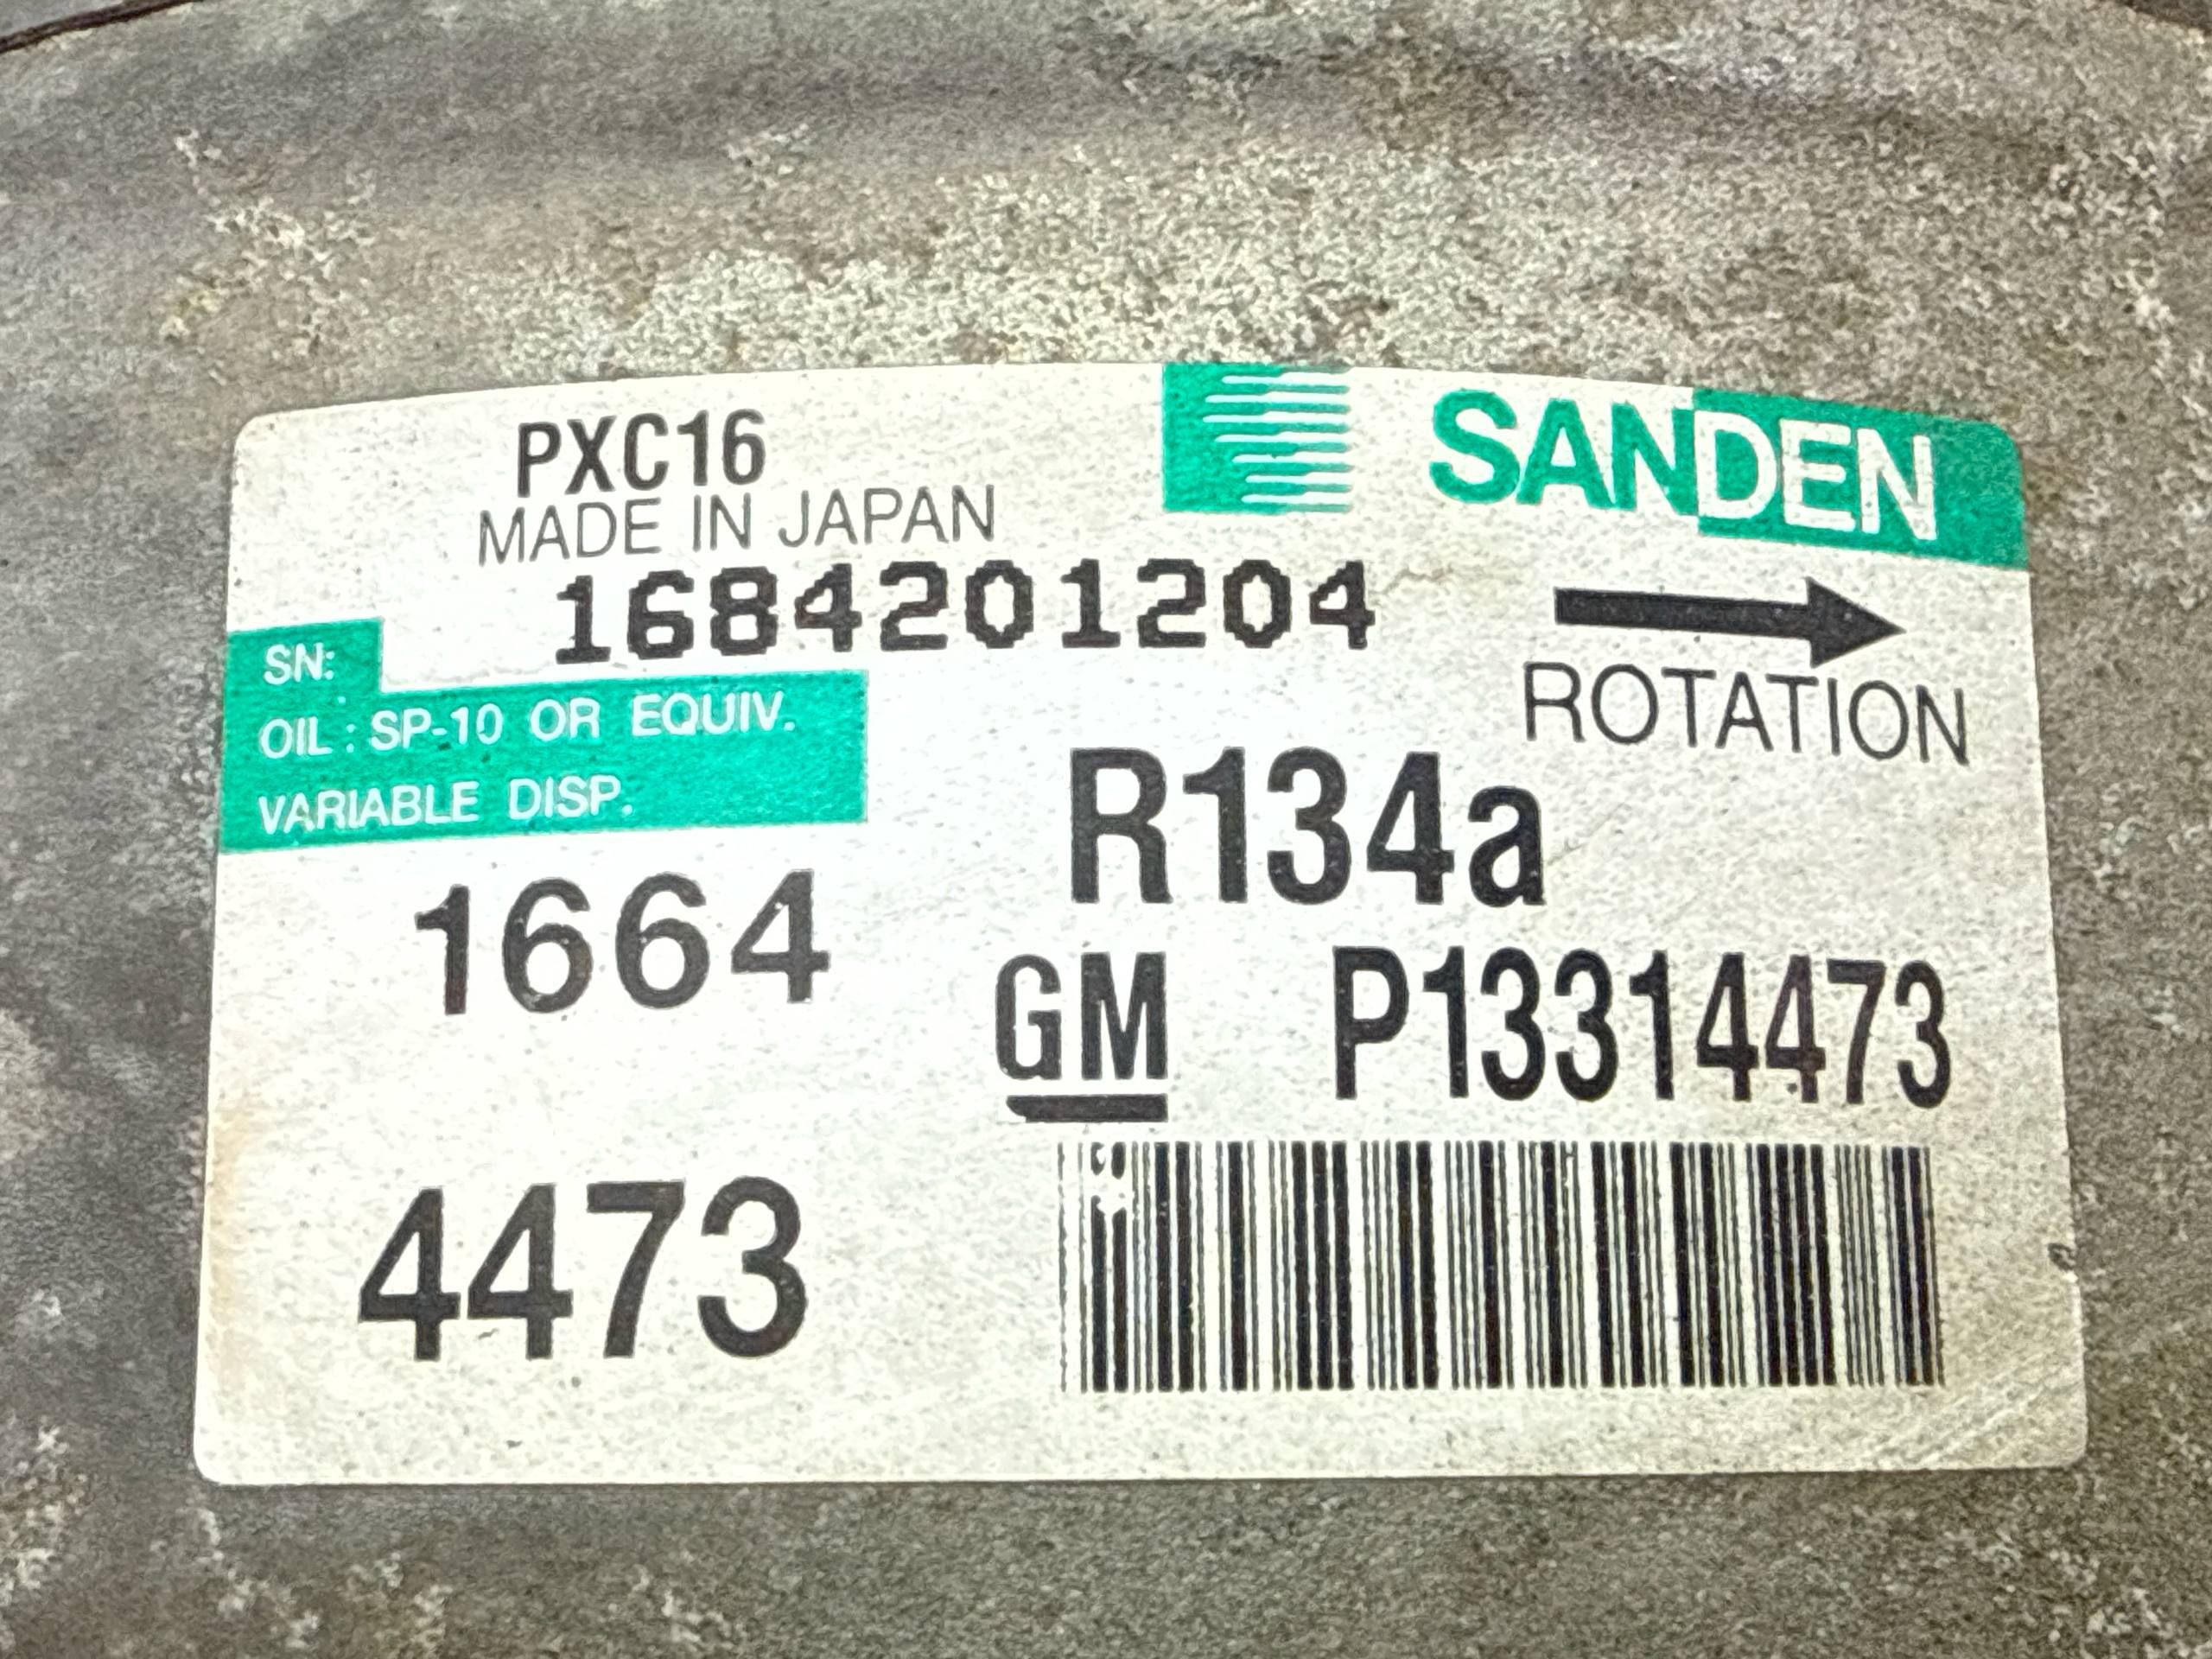 PXC16
SANDEN
MADE IN JAPAN
SN: 1684201204
ROTATION
OIL : SP-10 OR EQUIV.
VARIABLE DISP.
R134a
1664
GM P13314473
4473